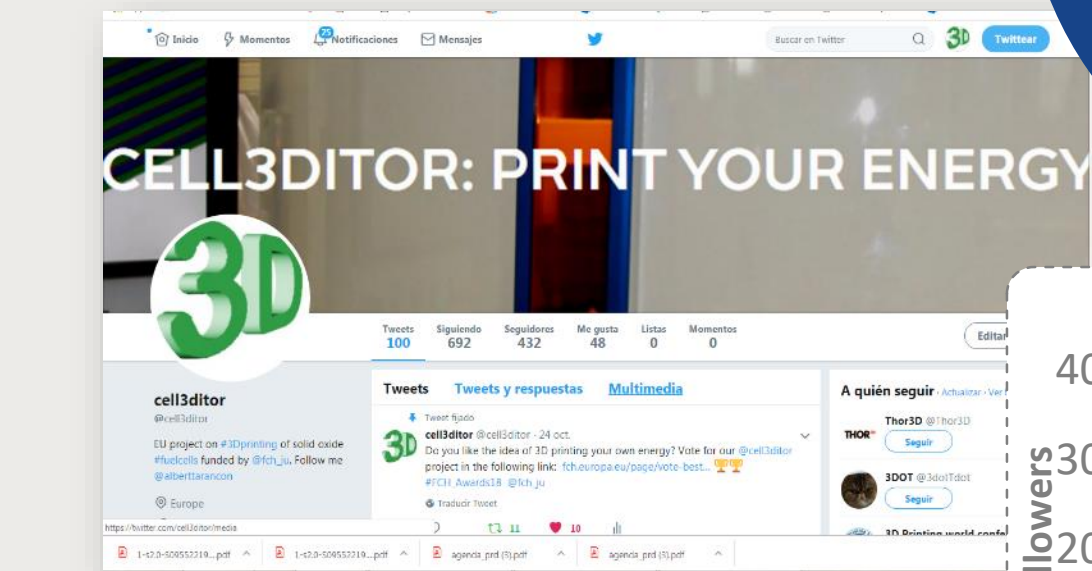 Inicio Momentos 25 Notificaciones Mensajes Buscar en Twitter 3D Twittear
CELL3DITOR: PRINT YOUR ENERGY
3D
Tweets Siguiendo Seguidores Me gusta Listas Momentos
100 692 432 48 0 0
Editar
cell3ditor
@cell3ditor
EU project on #3Dprinting of solid oxide
#fuelcells funded by @fch_ju. Follow me
@alberttarancon
Europe
https://twitter.com/cell3ditor/media
Tweets Tweets y respuestas Multimedia
Tweet fijado
3D
cell3ditor @cell3ditor · 24 oct.
Do you like the idea of 3D printing your own energy? Vote for our @cell3ditor
project in the following link: fch.europa.eu/page/vote-best...
#FCH_Awards18 @fch_ju
Traducir Tweet
11 10
A quién seguir · Actualizar · Ver
THOR
Thor3D @Thor3D
Seguir
3DOT @3dotTdot
Seguir
3D Printing world
1-s2.0-S09552219....pdf 1-s2.0-S09552219....pdf agenda_prd (3).pdf agenda_prd (3).pdf
40
30
20
llowers